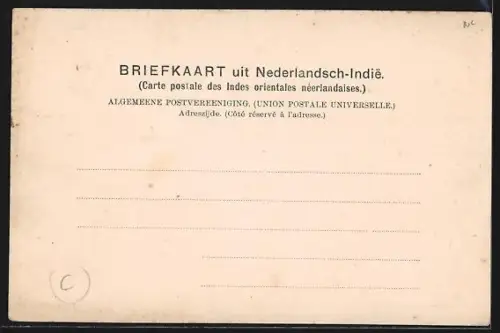 BRIEFKAART uit Nederlandsch-Indië.
(Carte postale des Indes orientales néerlandaises.)
ALGEMEENE POSTVEREENIGING. (UNION POSTALE UNIVERSELLE.)
Adreszijde. (Côté réservé à l'adresse.)
C